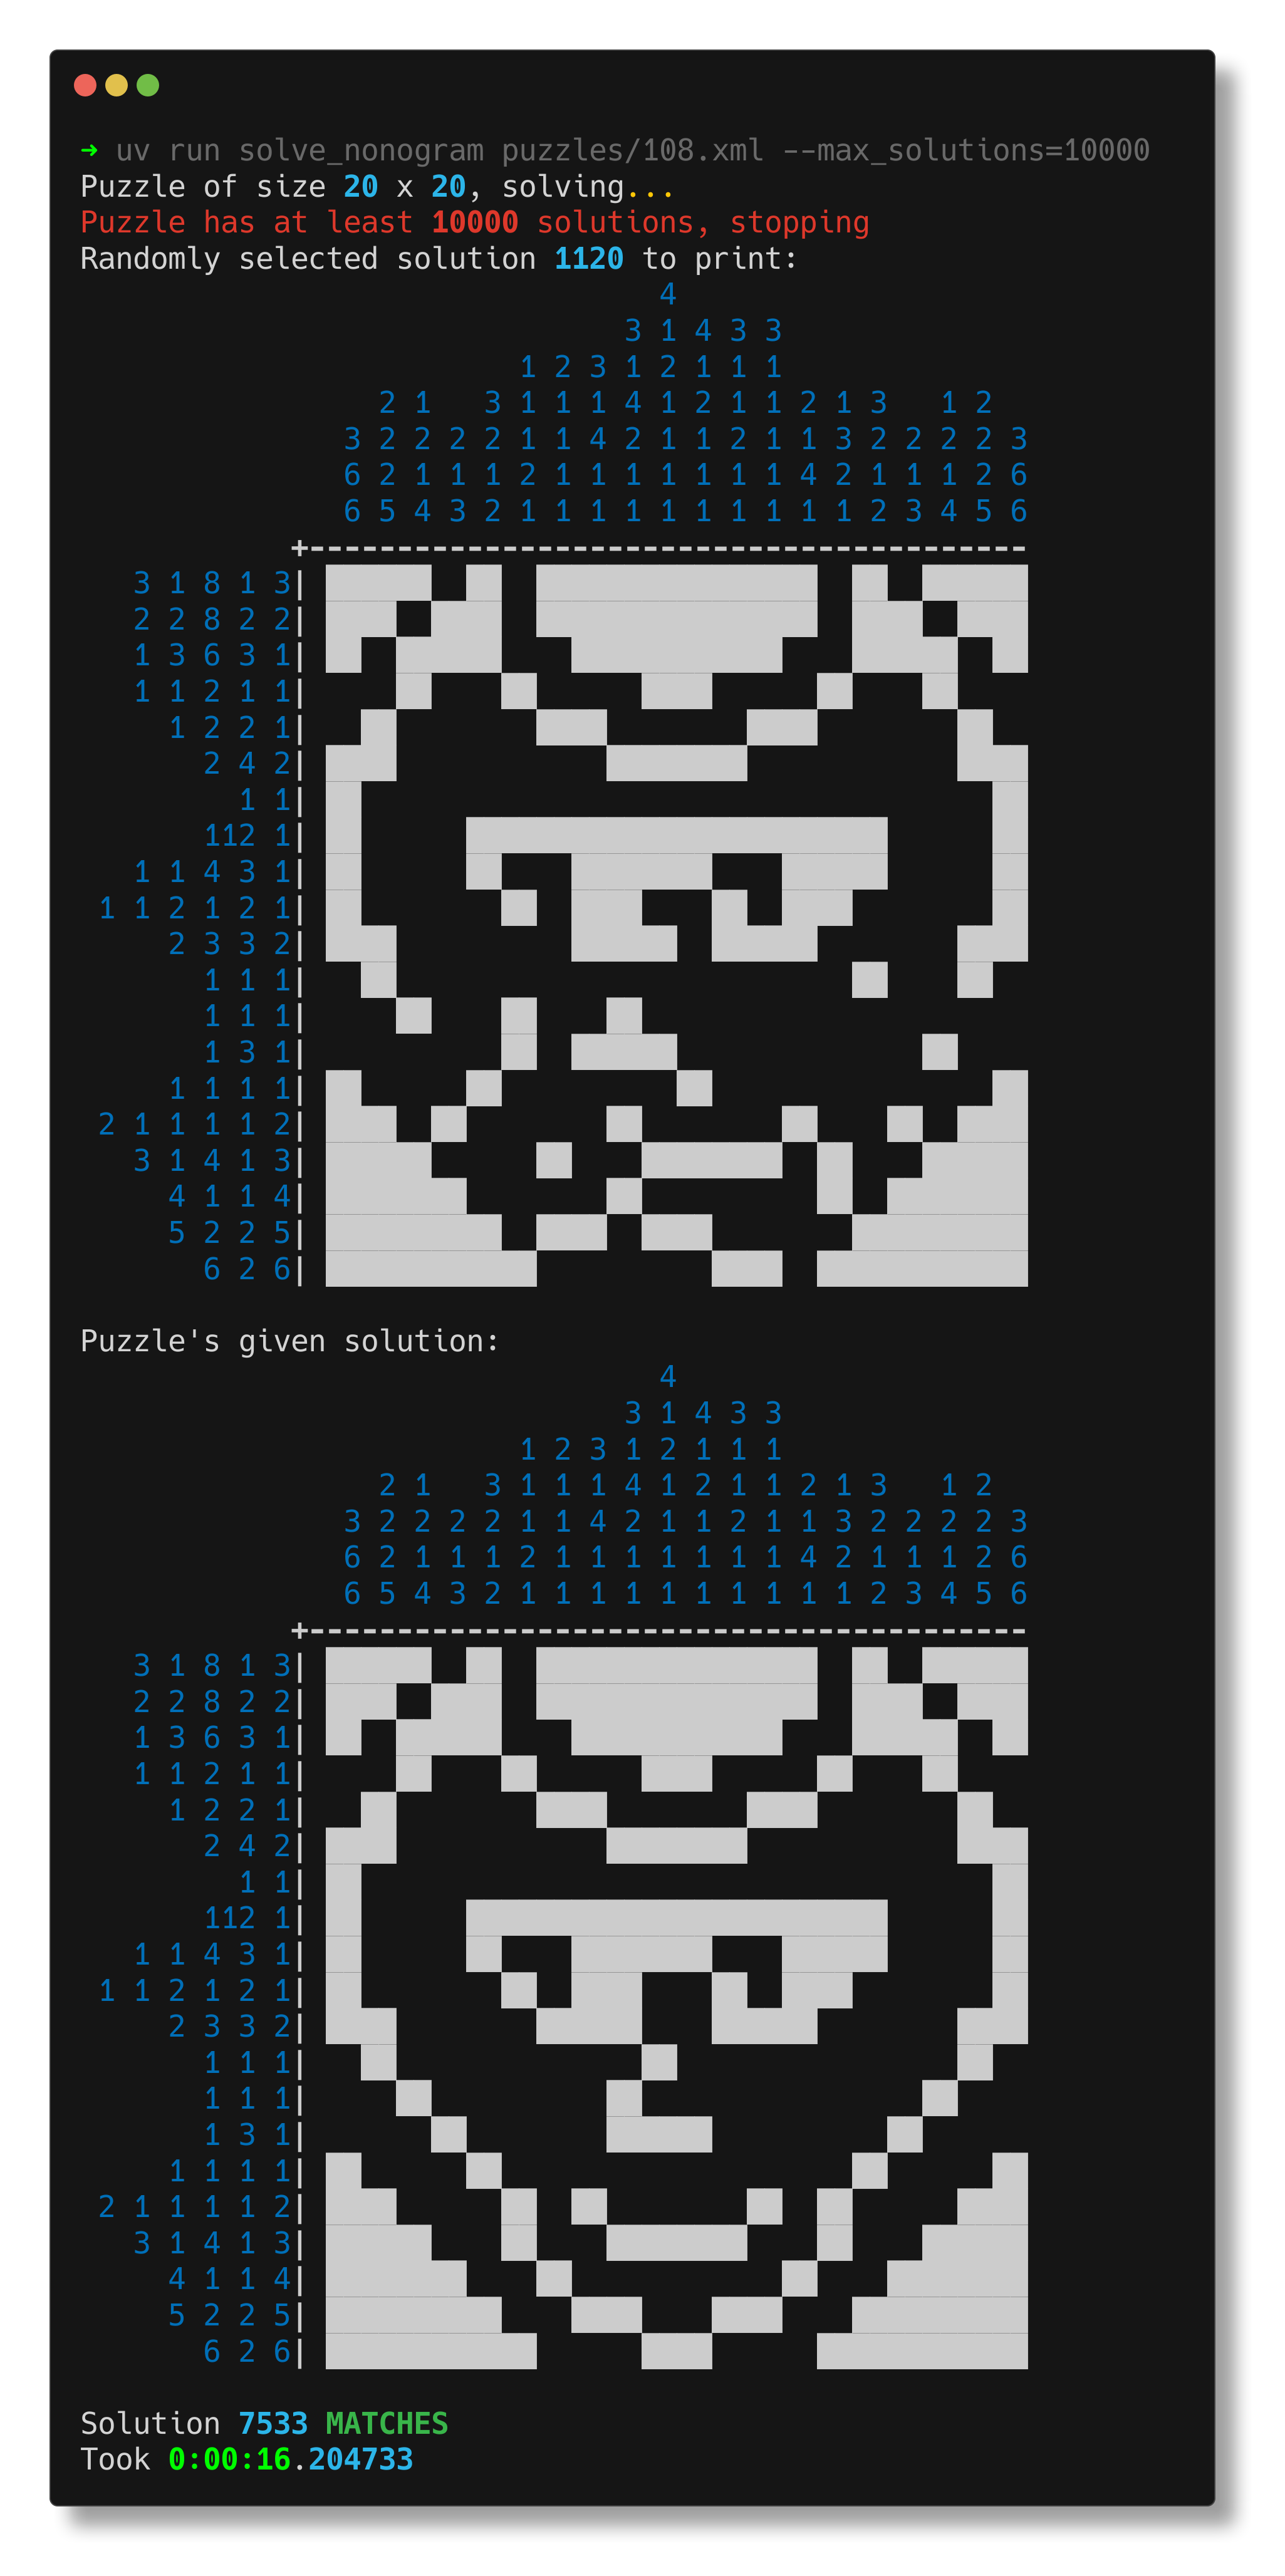 ➜ uv run solve_nonogram puzzles/108.xml --max_solutions=10000
Puzzle of size 20 x 20, solving...
Puzzle has at least 10000 solutions, stopping
Randomly selected solution 1120 to print:
4
3 1 4 3 3
1 2 3 1 2 1 1 1
2 1 3 1 1 1 4 1 2 1 1 2 1 3 1 2
3 2 2 2 2 1 1 4 2 1 1 2 1 1 3 2 2 2 2 3
6 2 1 1 1 2 1 1 1 1 1 1 1 4 2 1 1 1 2 6
6 5 4 3 2 1 1 1 1 1 1 1 1 1 1 2 3 4 5 6
+-----------------------------------------
3 1 8 1 3|
2 2 8 2 2|
1 3 6 3 1|
1 1 2 1 1|
1 2 2 1|
2 4 2|
1 1|
112 1|
1 1 4 3 1|
1 1 2 1 2 1|
2 3 3 2|
1 1 1|
1 1 1|
1 3 1|
1 1 1 1|
2 1 1 1 1 2|
3 1 4 1 3|
4 1 1 4|
5 2 2 5|
6 2 6|
Puzzle's given solution:
4
3 1 4 3 3
1 2 3 1 2 1 1 1
2 1 3 1 1 1 4 1 2 1 1 2 1 3 1 2
3 2 2 2 2 1 1 4 2 1 1 2 1 1 3 2 2 2 2 3
6 2 1 1 1 2 1 1 1 1 1 1 1 4 2 1 1 1 2 6
6 5 4 3 2 1 1 1 1 1 1 1 1 1 1 2 3 4 5 6
+-----------------------------------------
3 1 8 1 3|
2 2 8 2 2|
1 3 6 3 1|
1 1 2 1 1|
1 2 2 1|
2 4 2|
1 1|
112 1|
1 1 4 3 1|
1 1 2 1 2 1|
2 3 3 2|
1 1 1|
1 1 1|
1 3 1|
1 1 1 1|
2 1 1 1 1 2|
3 1 4 1 3|
4 1 1 4|
5 2 2 5|
6 2 6|
Solution 7533 MATCHES
Took 0:00:16.204733